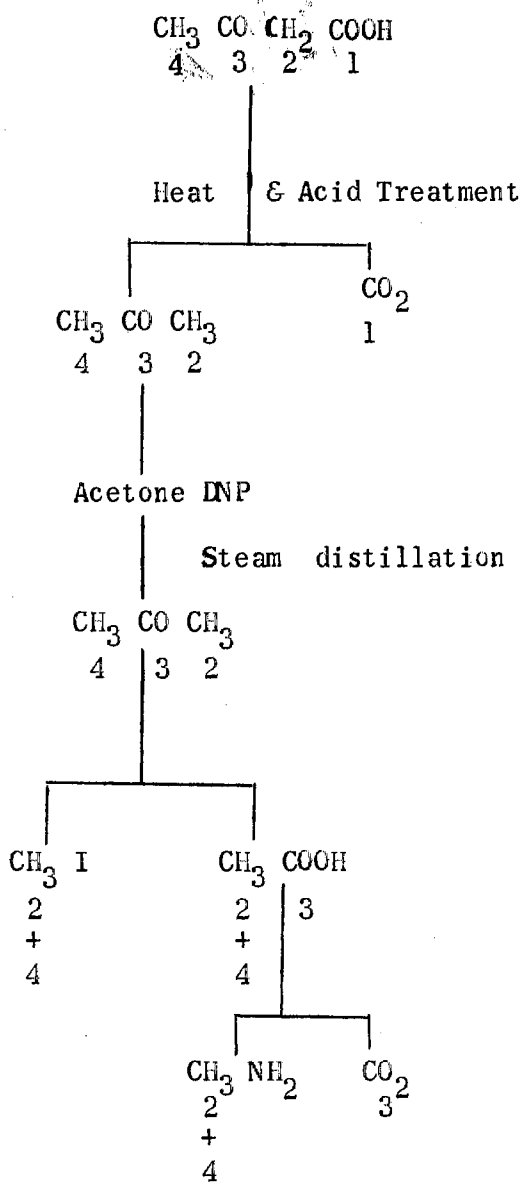 CH3 CO CH2 COOH
4 3 2 1
Heat & Acid Treatment
CO2
1
CH3 CO CH3
4 3 2
Acetone DNP
Steam distillation
CH3 CO CH3
4 3 2
CH3 I CH3 COOH
2 2 3
+ +
4 4
CH3 NH2 CO2
2 3
+
4